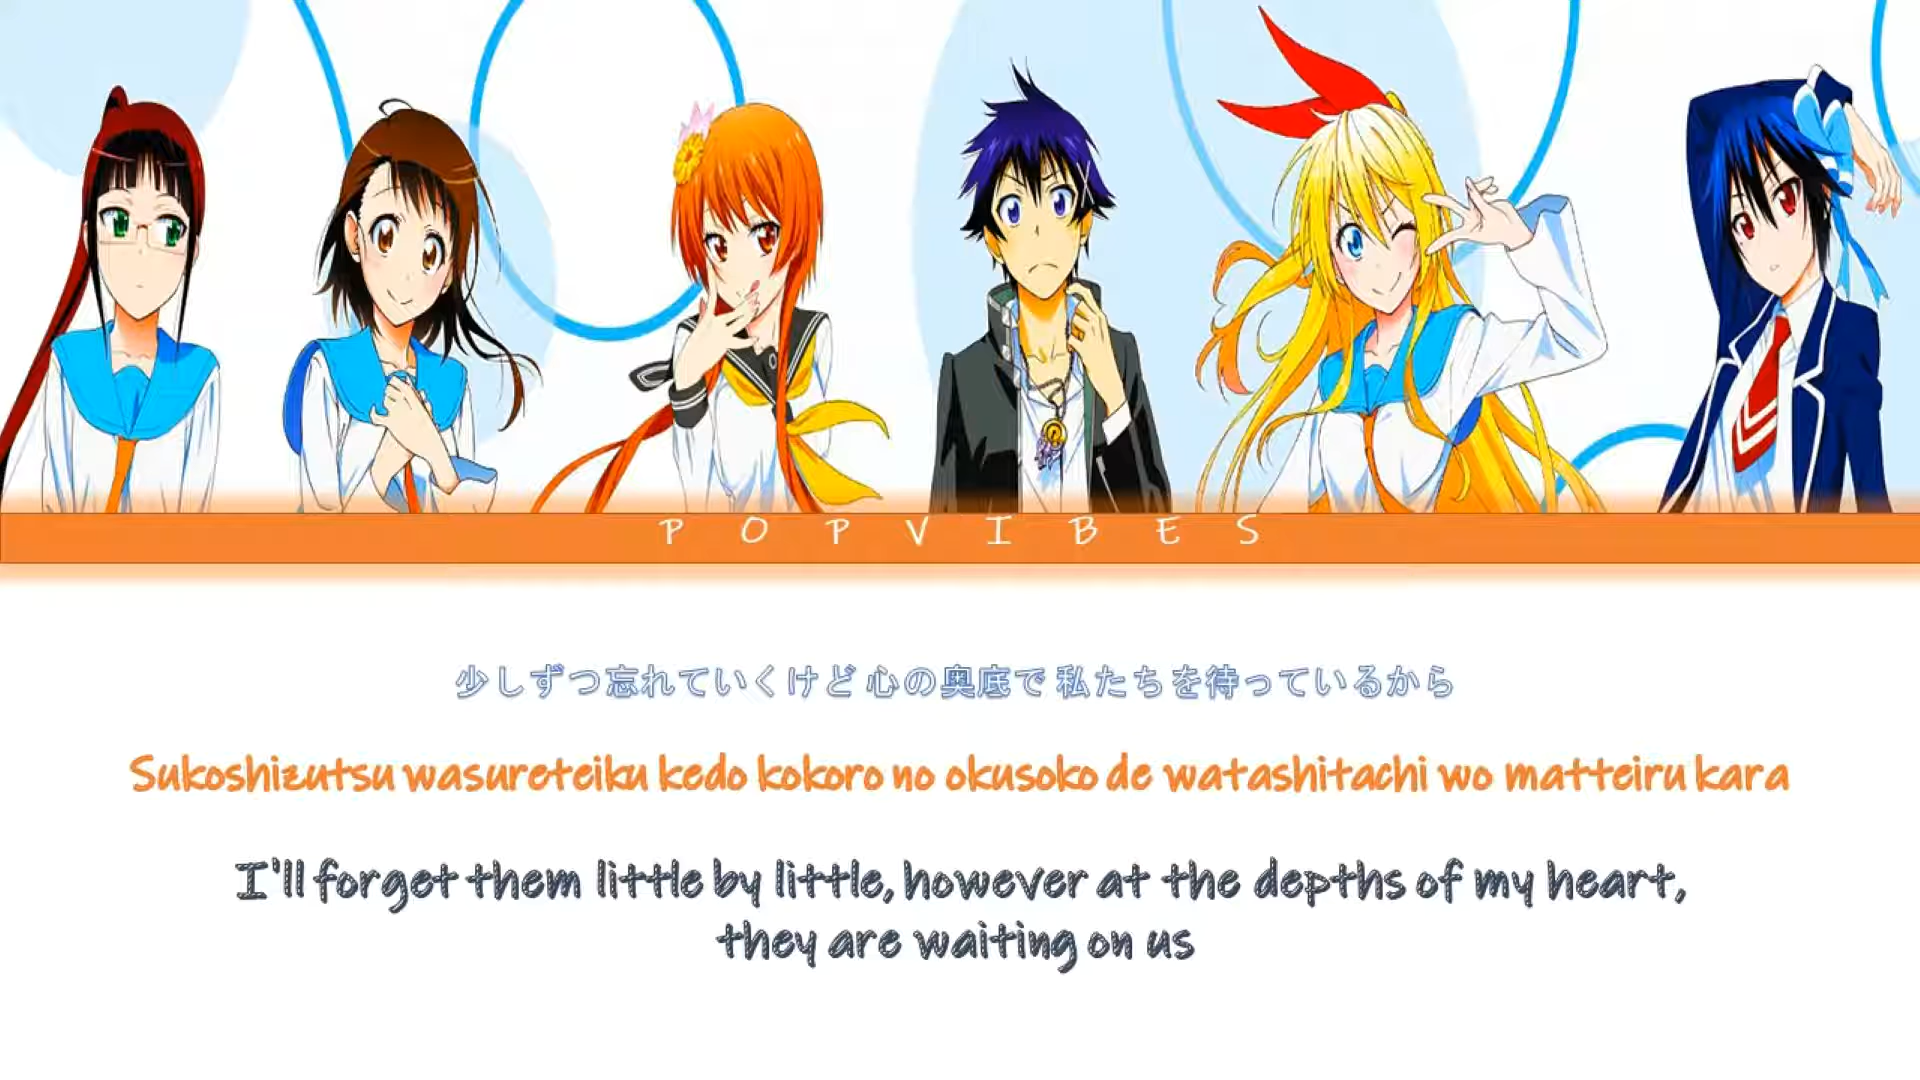 P O P V I B E S
少しずつ忘れていくけど 心の奥底で 私たちを待っているから
Sukoshizutsu wasureteiku kedo kokoro no okusoko de watashitachi wo matteiru kara
I'll forget them little by little, however at the depths of my heart,
they are waiting on us